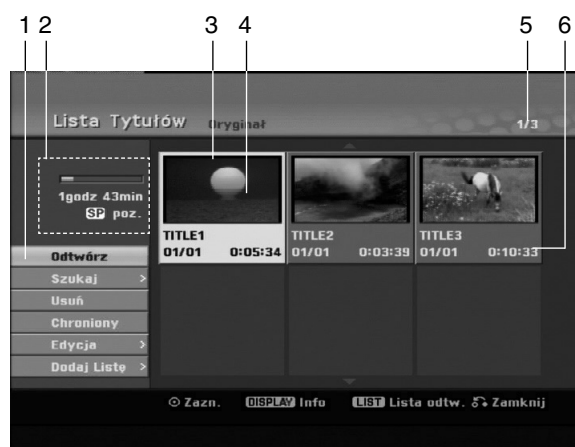 1 2 3 4 5 6
Lista Tytułów Oryginał 1/3
1godz 43min
SP poz.
TITLE1 TITLE2 TITLE3
01/01 0:05:34 01/01 0:03:39 01/01 0:10:33
Odtwórz
Szukaj >
Usuń
Chroniony
Edycja >
Dodaj Listę >
Zazn. DISPLAY Info LIST Lista odtw. Zamknij